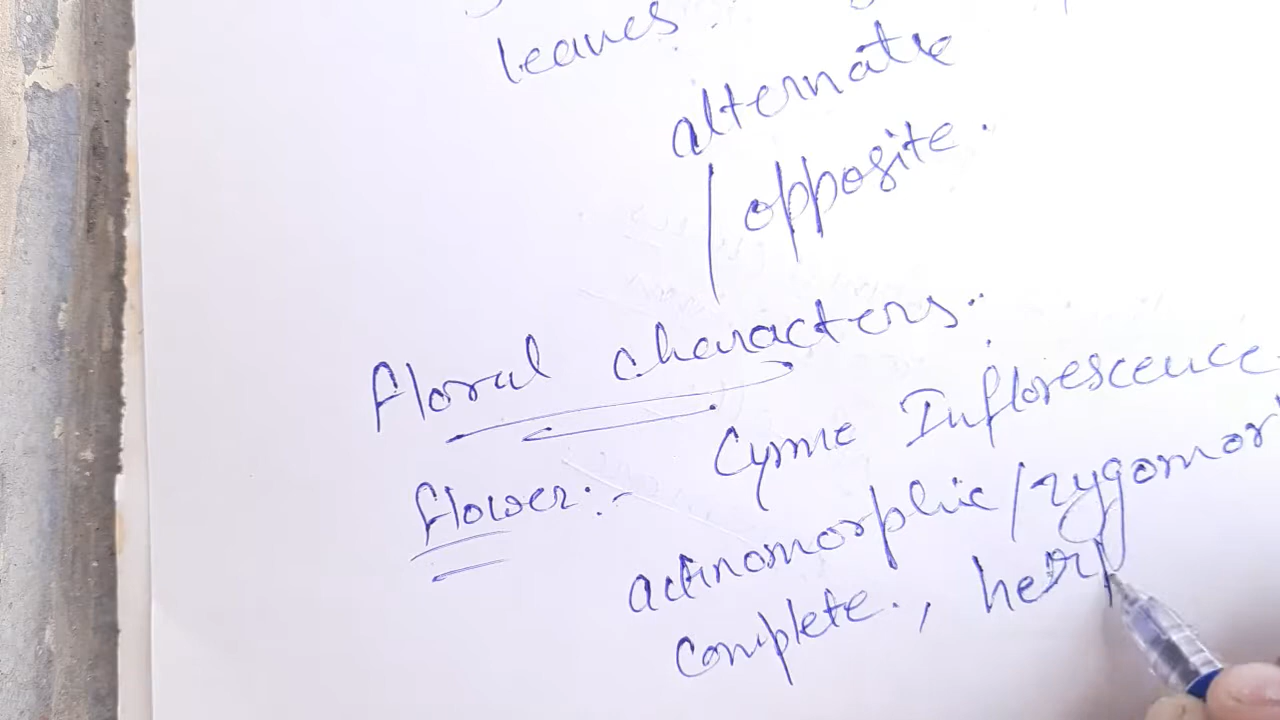 leaves.
alternate
/opposite.
Floral characters:
Cyme Inflorescence
flower:-
actinomorphic/zygomor
complete., her